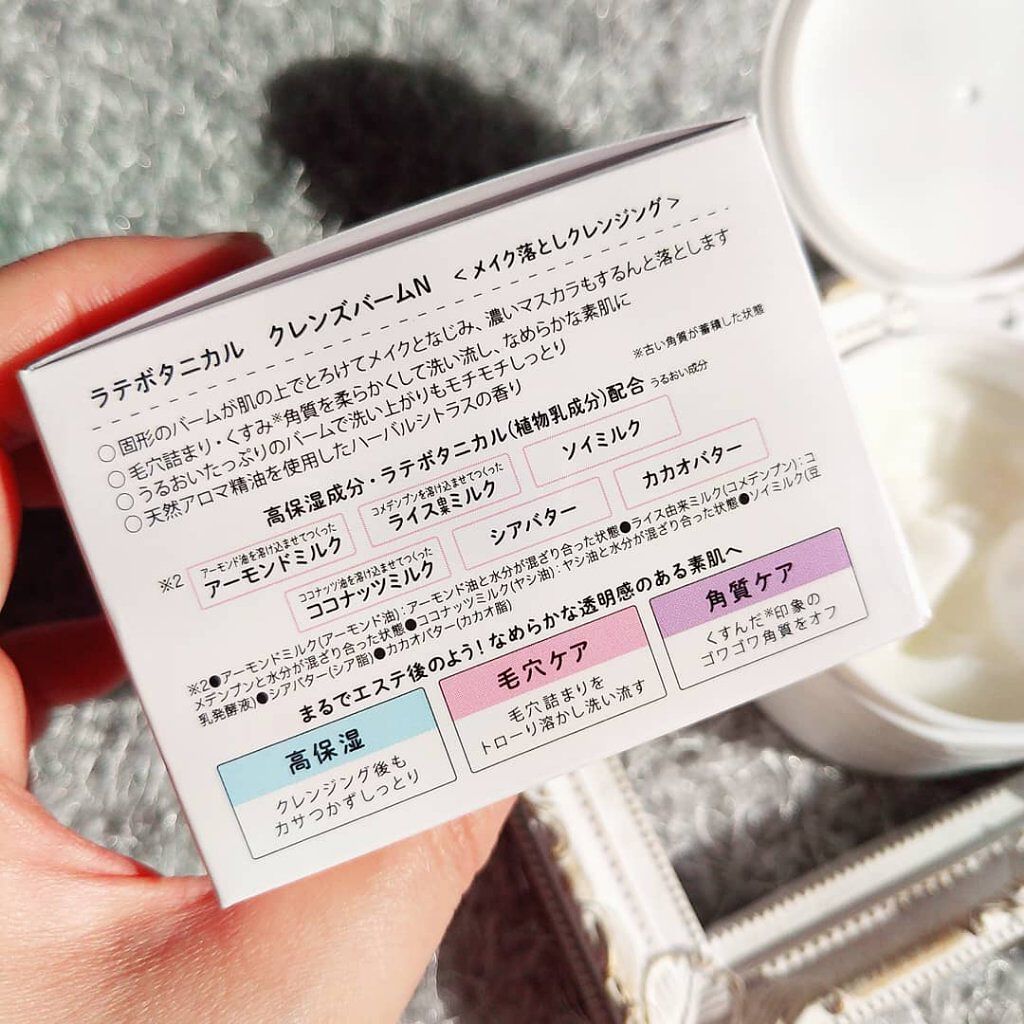 ラテボタニカル クレンズバームN <メイク落としクレンジング>
○固形のバームが肌の上でとろけてメイクとなじみ、濃いマスカラもするんと落とします
○毛穴詰まり・くすみ※角質を柔らかくして洗い流し、なめらかな素肌に
○うるおいたっぷりのバームで洗い上がりもモチモチしっとり
○天然アロマ精油を使用したハーバルシトラスの香り
※古い角質が蓄積した状態
高保湿成分・ラテボタニカル(植物乳成分)配合 うるおい成分
※2
アーモンド油を溶け込ませてつくった
アーモンドミルク
コメデンプンを溶け込ませてつくった
ライス由来ミルク
ソイミルク
ココナッツ油を溶け込ませてつくった
ココナッツミルク
シアバター
カカオバター
※2●アーモンドミルク(アーモンド油):アーモンド油と水分が混ざり合った状態●ライス由来ミルク(コメデンプン):コ
メデンプンと水分が混ざり合った状態●ココナッツミルク(ヤシ油):ヤシ油と水分が混ざり合った状態●ソイミルク(豆
乳発酵液)●シアバター(シア脂)●カカオバター(カカオ脂)
まるでエステ後のよう!なめらかな透明感のある素肌へ
高保湿
クレンジング後も
カサつかずしっとり
毛穴ケア
毛穴詰まりを
トローり溶かし洗い流す
角質ケア
くすんだ※印象の
ゴワゴワ角質をオフ